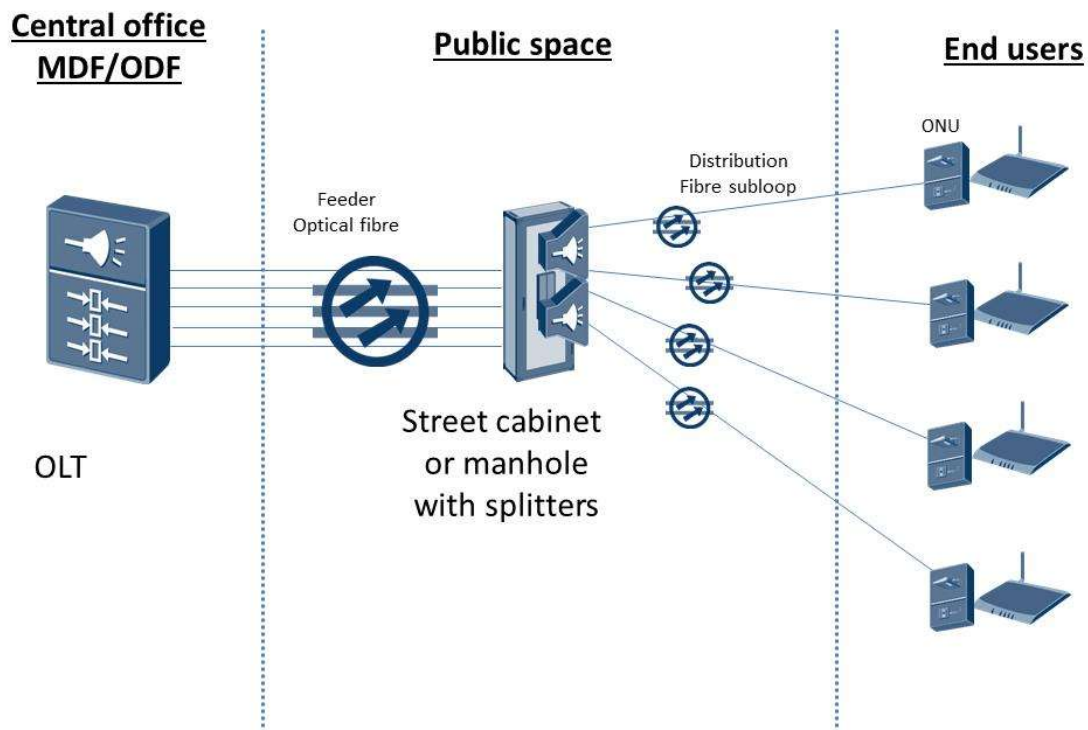 Central office
MDF/ODF
Public space
End users
ONU
Distribution
Fibre subloop
Feeder
Optical fibre
Street cabinet
or manhole
with splitters
OLT